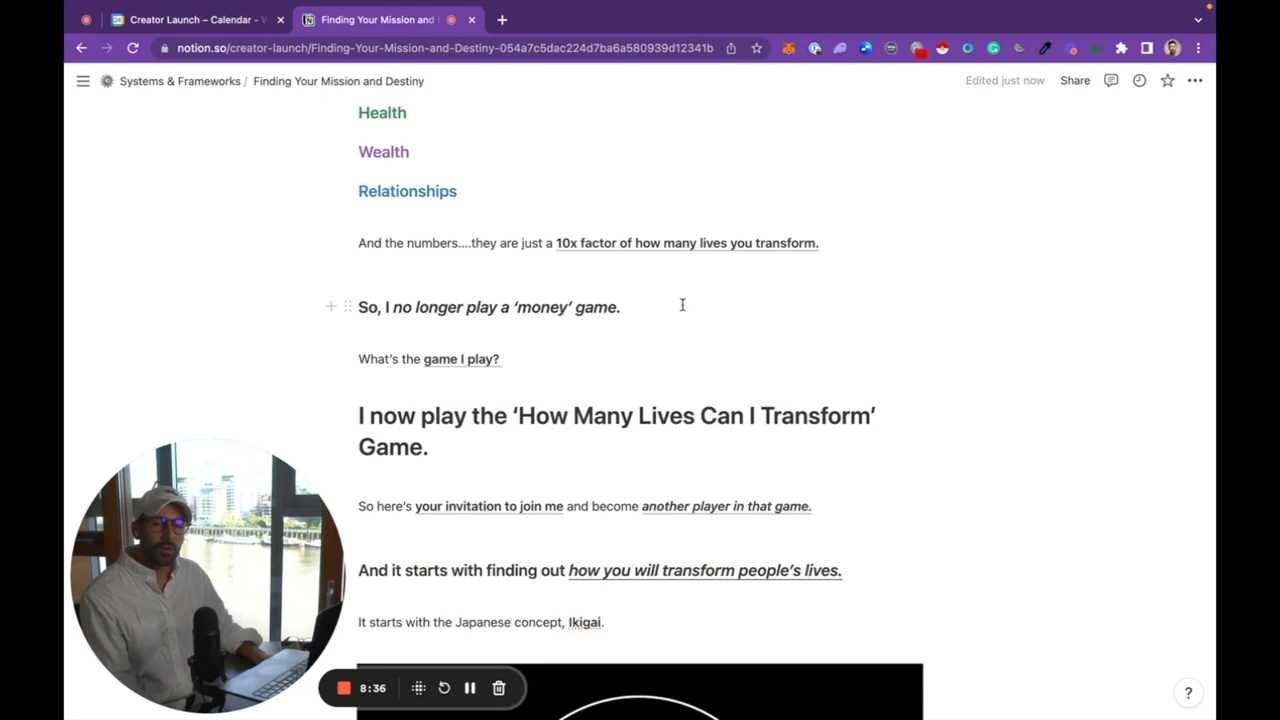 Creator Launch – Calendar -
Finding Your Mission and
notion.so/creator-launch/Finding-Your-Mission-and-Destiny-054a7c5dac224d7ba6a580939d12341b
Systems & Frameworks / Finding Your Mission and Destiny
Edited just now
Share
Health
Wealth
Relationships
And the numbers....they are just a 10x factor of how many lives you transform.
So, I no longer play a ‘money’ game.
What’s the game I play?
I now play the ‘How Many Lives Can I Transform’
Game.
So here’s your invitation to join me and become another player in that game.
And it starts with finding out how you will transform people’s lives.
It starts with the Japanese concept, Ikigai.
8:36
?